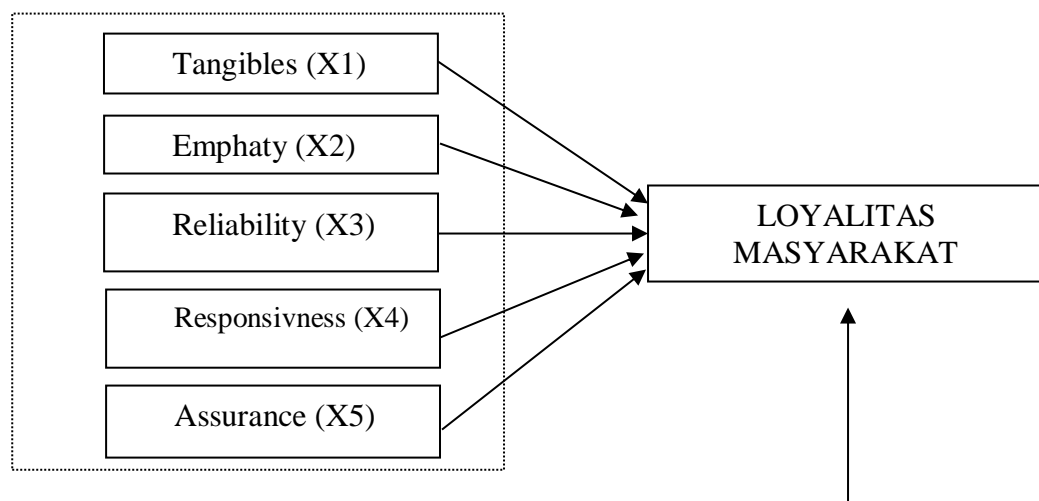 Tangibles (X1)
Emphaty (X2)
Reliability (X3)
Responsivness (X4)
Assurance (X5)
LOYALITAS
MASYARAKAT